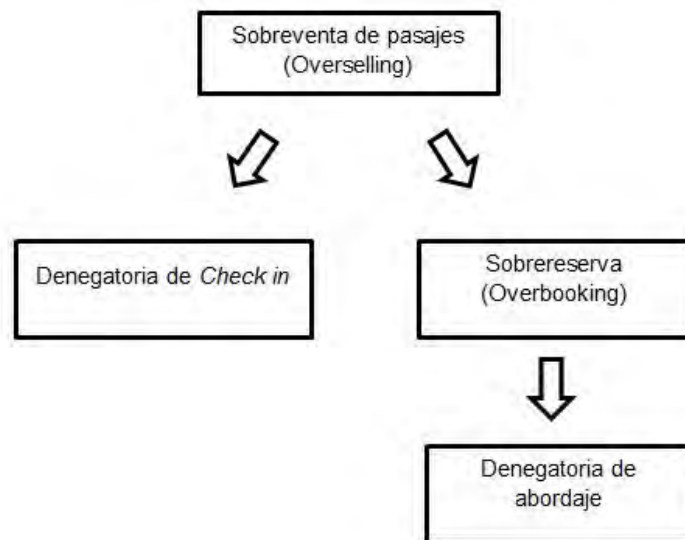 Sobreventa de pasajes
(Overselling)
Denegatoria de Check in
Sobrereserva
(Overbooking)
Denegatoria de
abordaje